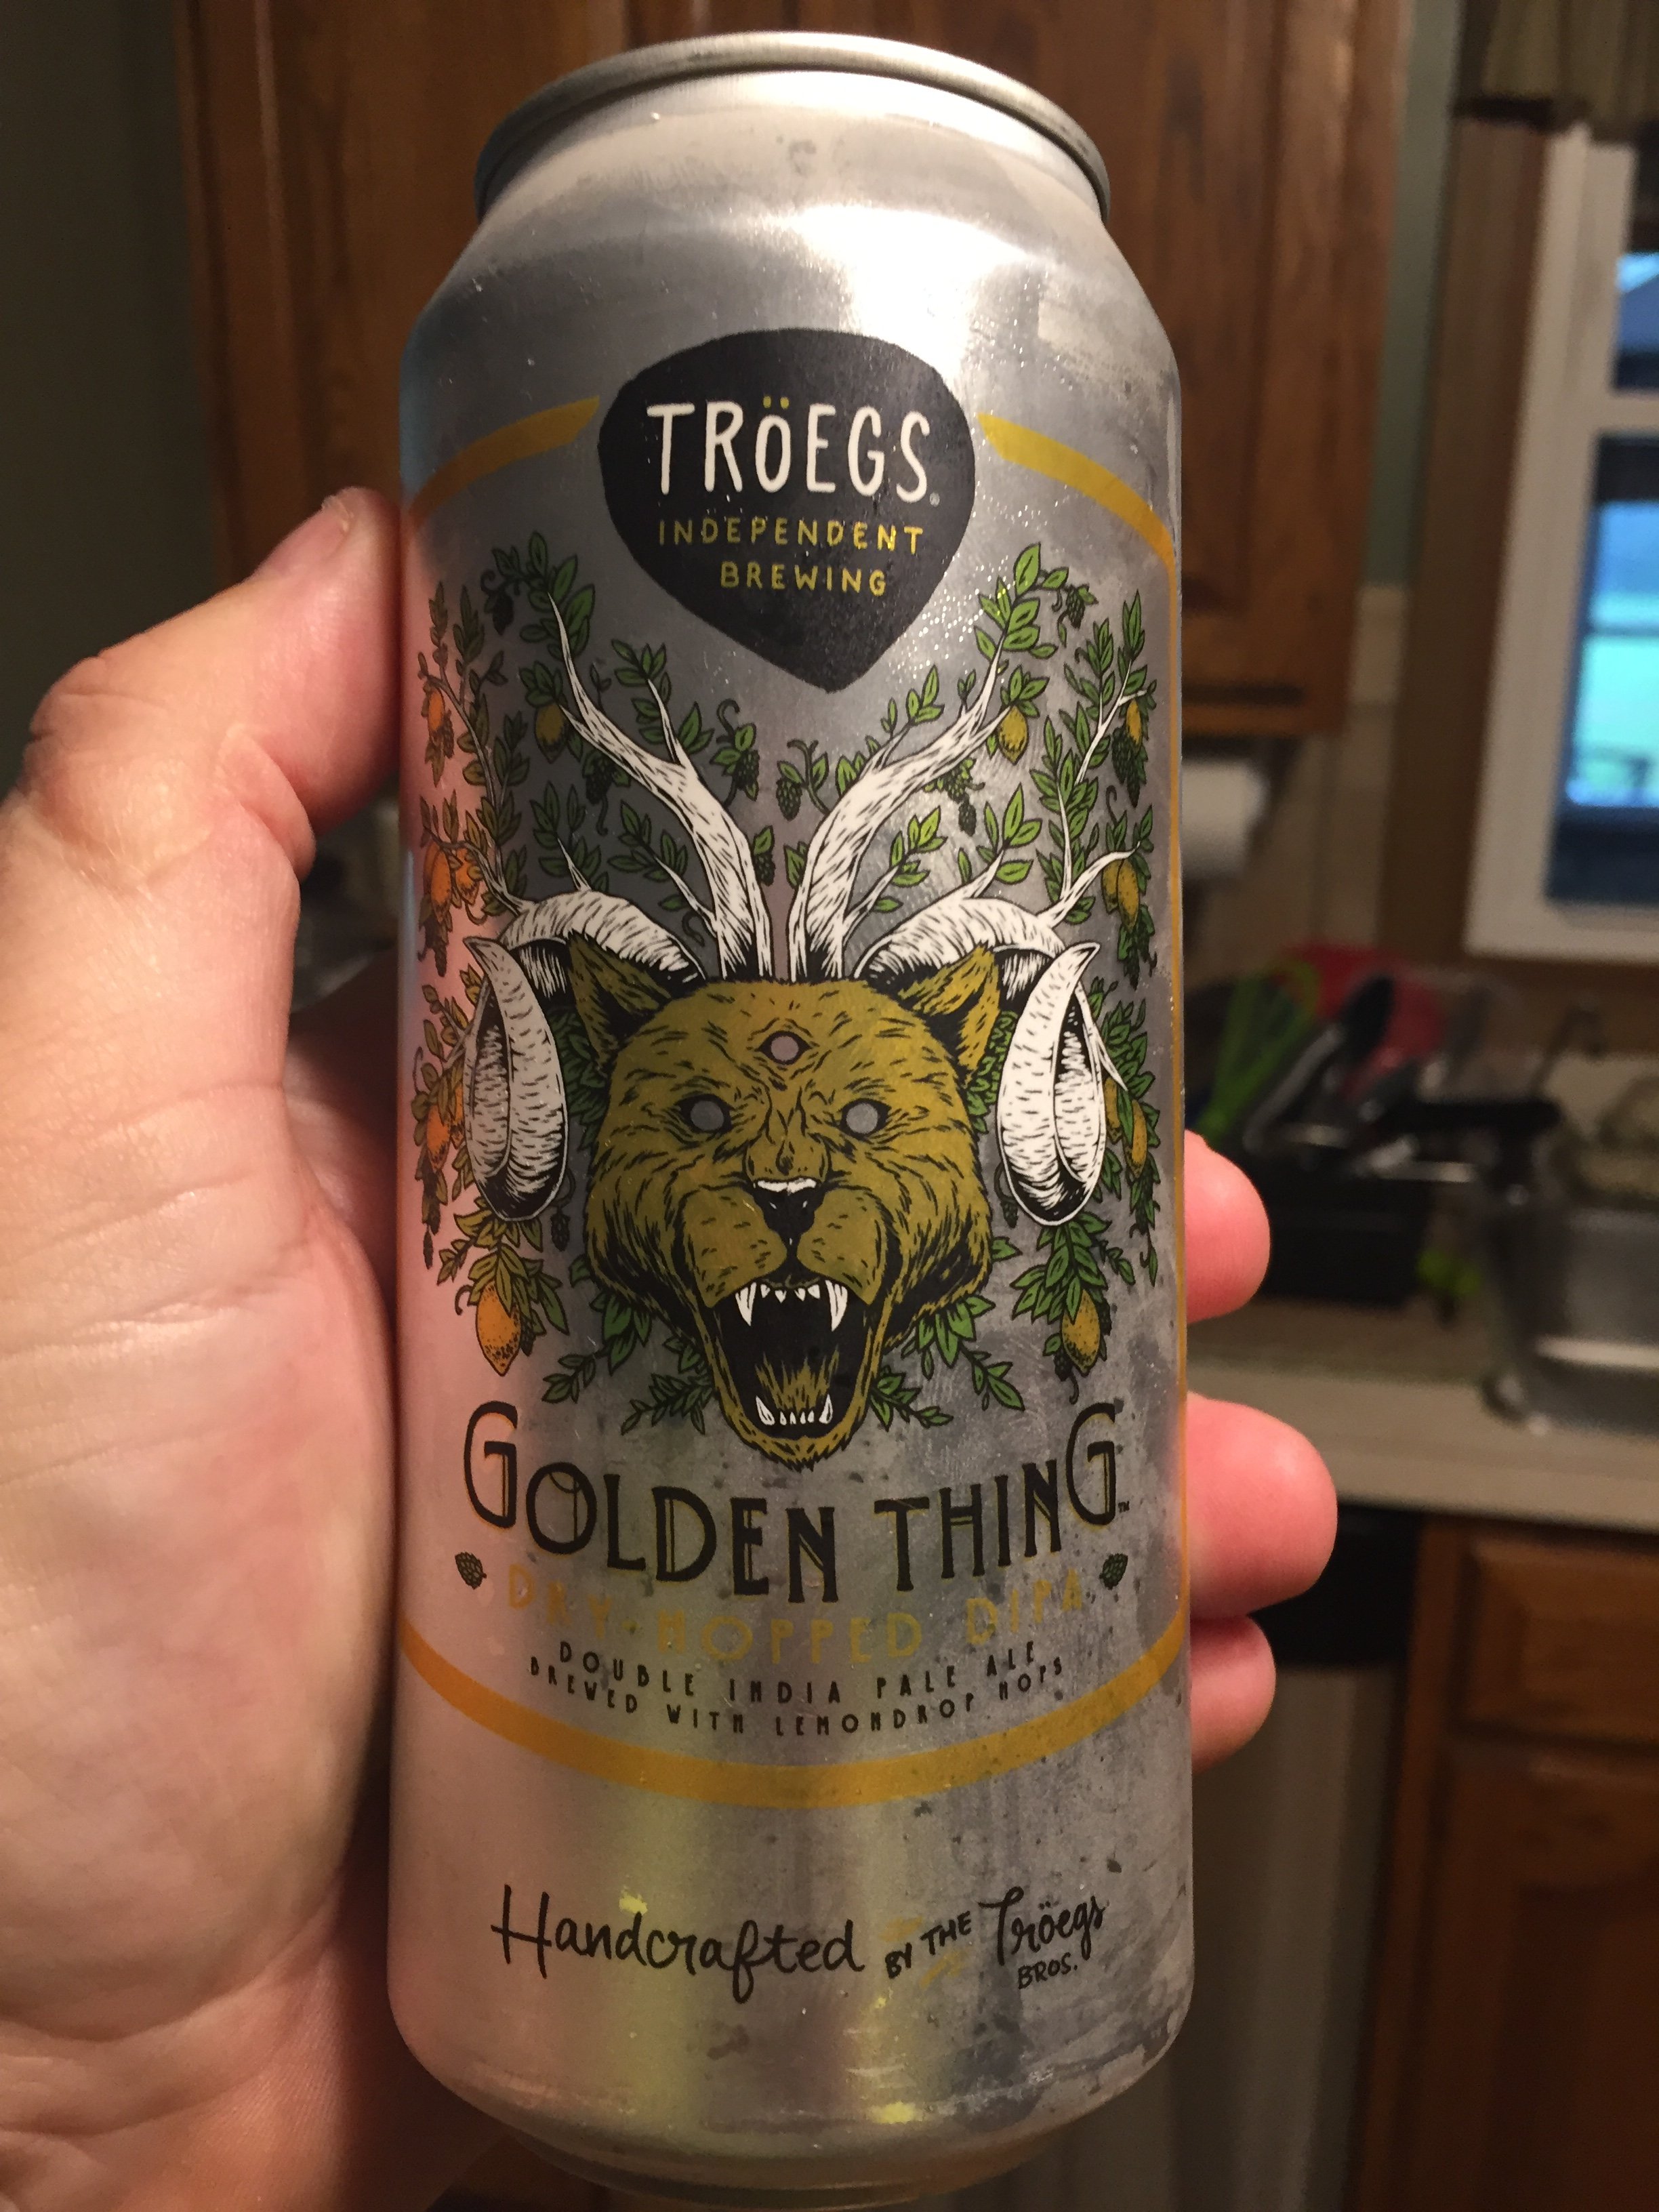 TRÖEGS®
INDEPENDENT
BREWING
GOLDEN THING™
DRY-HOPPED DIPA
DOUBLE INDIA PALE ALE
BREWED WITH LEMONDROP HOPS
Handcrafted BY THE Tröegs BROS.